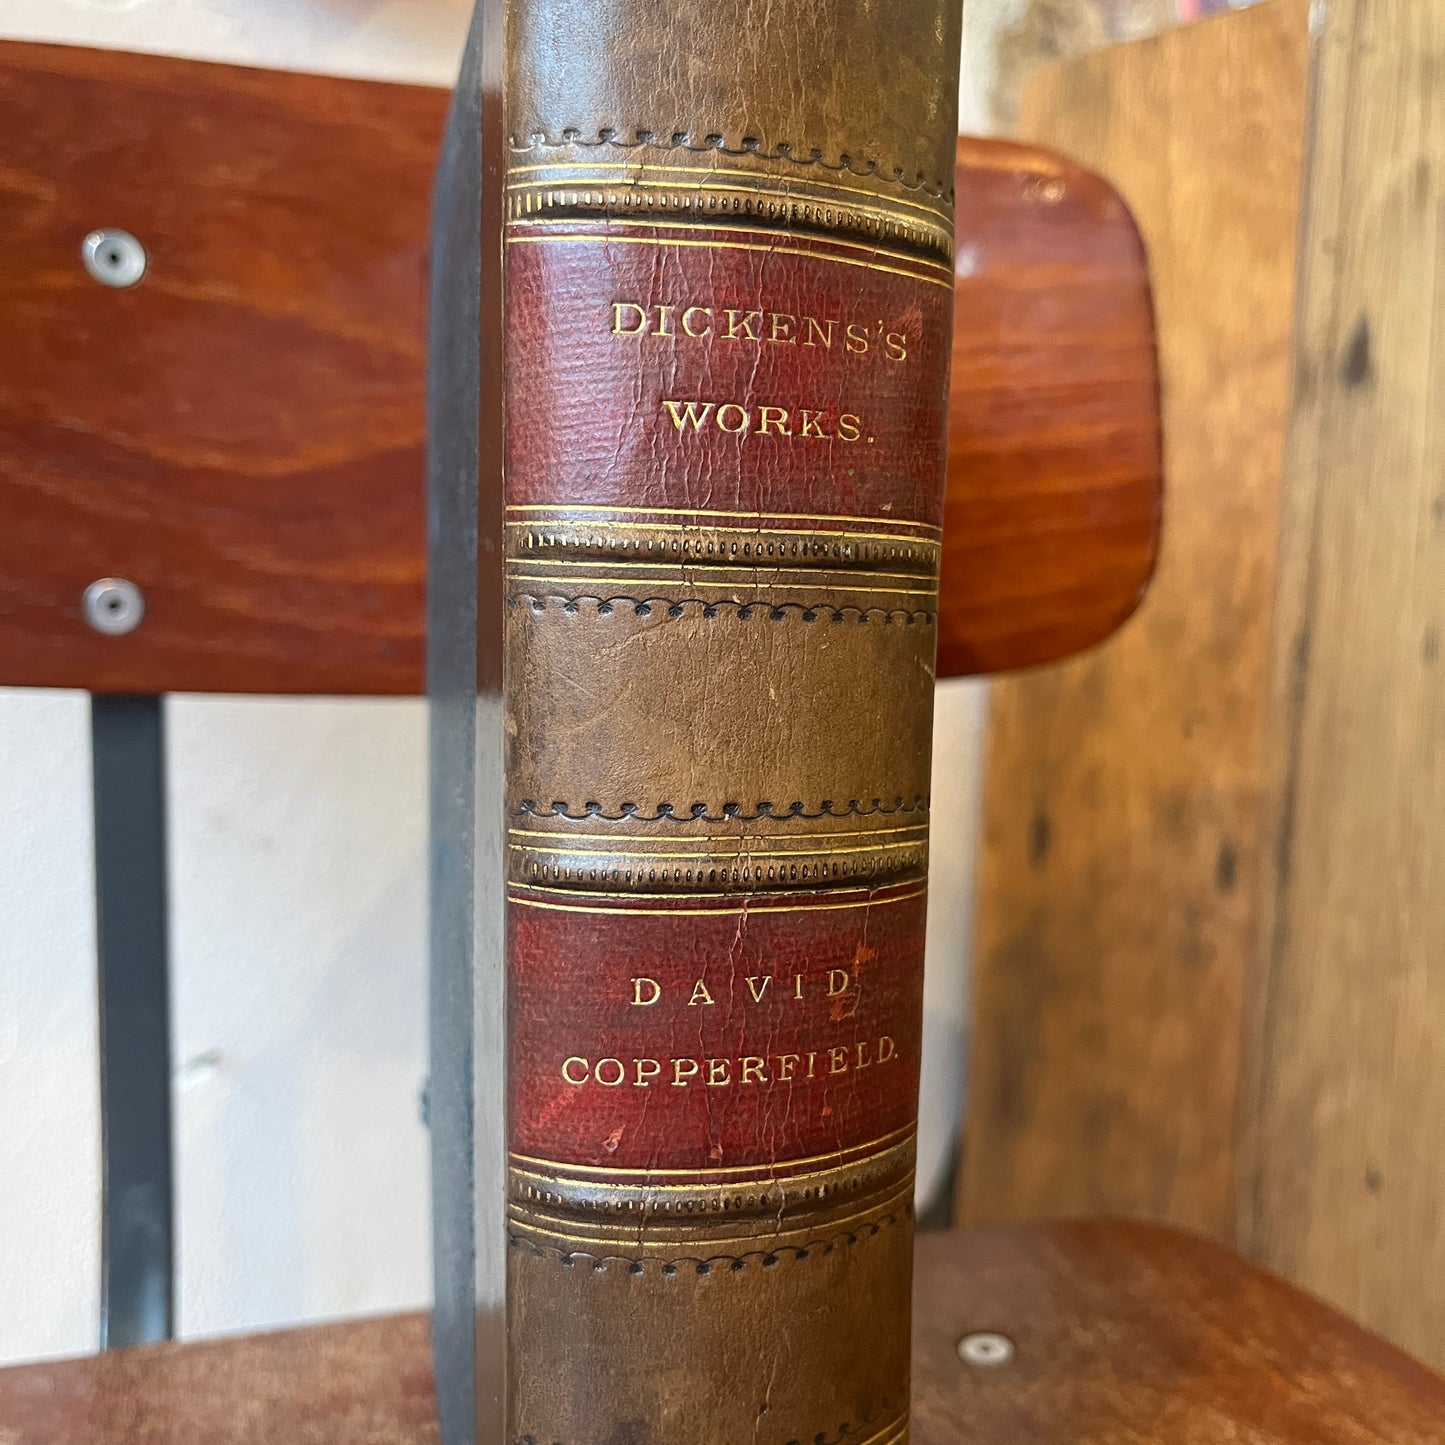 DICKENS'S
WORKS.
DAVID
COPPERFIELD.